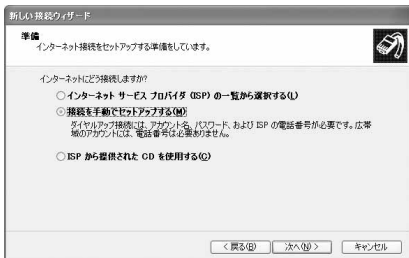 新しい接続ウィザード
準備
インターネット接続をセットアップする準備をしています。
インターネットにどう接続しますか?
インターネット サービス プロバイダ (ISP) の一覧から選択する(L)
接続を手動でセットアップする(M)
ダイヤルアップ接続には、アカウント名、パスワード、および ISP の電話番号が必要です。広帯
域のアカウントには、電話番号は必要ありません。
ISP から提供された CD を使用する(C)
< 戻る(B)
次へ(N) >
キャンセル